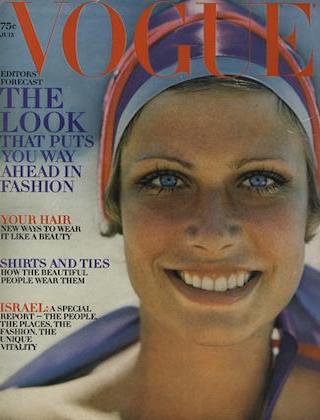 VOGUE
75¢
JULY
EDITORS'
FORECAST
THE
LOOK
THAT PUTS
YOU WAY
AHEAD IN
FASHION
YOUR HAIR
NEW WAYS TO WEAR
IT LIKE A BEAUTY
SHIRTS AND TIES
HOW THE BEAUTIFUL
PEOPLE WEAR THEM
ISRAEL: A SPECIAL
REPORT – THE PEOPLE,
THE PLACES, THE
FASHION, THE
UNIQUE
VITALITY